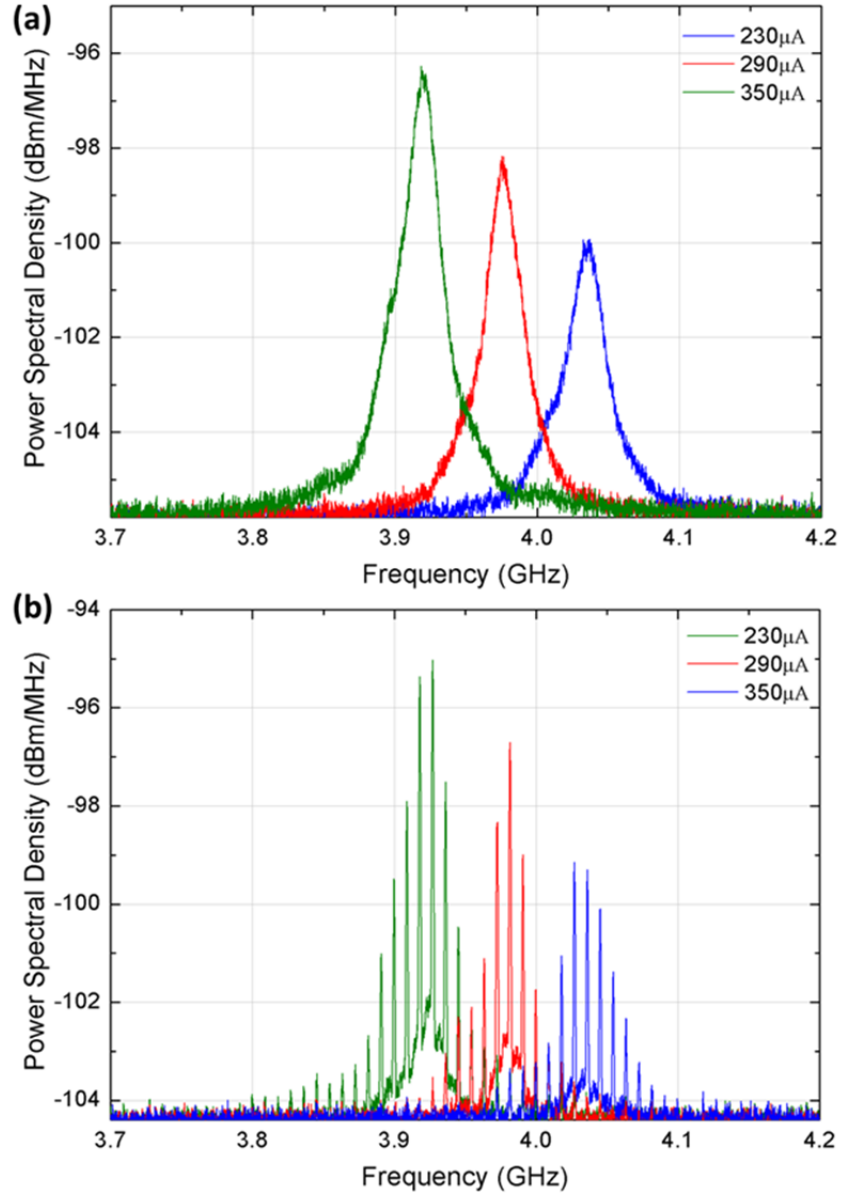 (a)
Power Spectral Density (dBm/MHz)
-96
-98
-100
-102
-104
230μA
290μA
350μA
3.7 3.8 3.9 4.0 4.1 4.2
Frequency (GHz)
(b)
Power Spectral Density (dBm/MHz)
-94
-96
-98
-100
-102
-104
230μA
290μA
350μA
3.7 3.8 3.9 4.0 4.1 4.2
Frequency (GHz)